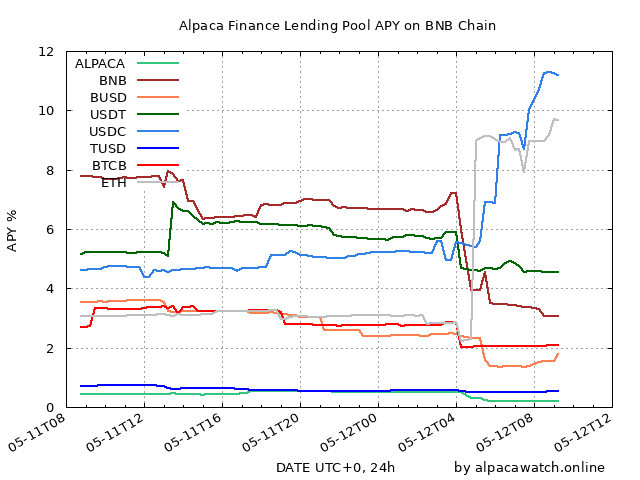 Alpaca Finance Lending Pool APY on BNB Chain
12
10
8
6
4
2
0
APY %
ALPACA
BNB
BUSD
USDT
USDC
TUSD
BTCB
ETH
05-11T08
05-11T12
05-11T16
05-11T20
05-12T00
05-12T04
05-12T08
05-12T12
DATE UTC+0, 24h
by alpacawatch.online